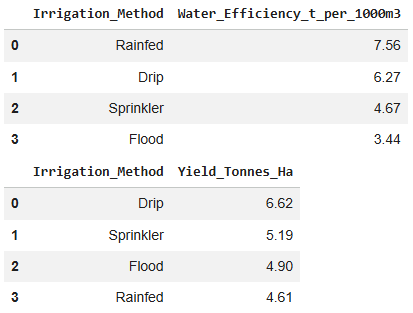 Irrigation_Method Water_Efficiency_t_per_1000m3
0 Rainfed 7.56
1 Drip 6.27
2 Sprinkler 4.67
3 Flood 3.44
Irrigation_Method Yield_Tonnes_Ha
0 Drip 6.62
1 Sprinkler 5.19
2 Flood 4.90
3 Rainfed 4.61